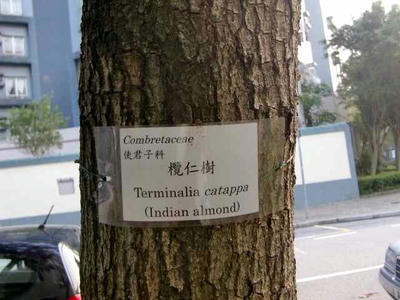 Combretaceae
使君子科
欖仁樹
Terminalia catappa
(Indian almond)